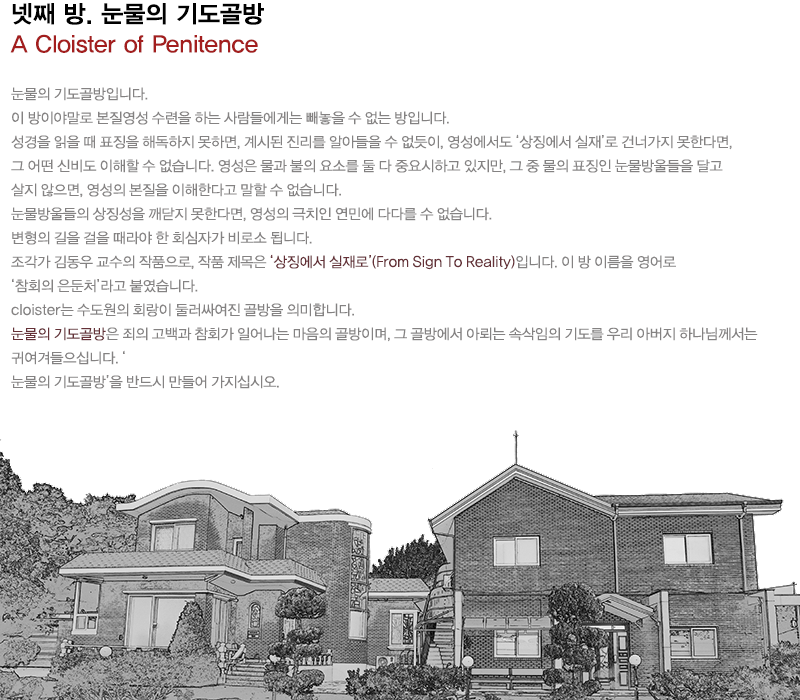 넷째 방. 눈물의 기도골방
A Cloister of Penitence
눈물의 기도골방입니다.
이 방이야말로 본질영성 수련을 하는 사람들에게는 빼놓을 수 없는 방입니다.
성경을 읽을 때 표징을 해독하지 못하면, 계시된 진리를 알아들을 수 없듯이, 영성에서도 ‘상징에서 실재’로 건너가지 못한다면,
그 어떤 신비도 이해할 수 없습니다. 영성은 물과 불의 요소를 둘 다 중요시하고 있지만, 그 중 물의 표징인 눈물방울들을 달고
살지 않으면, 영성의 본질을 이해한다고 말할 수 없습니다.
눈물방울들의 상징성을 깨닫지 못한다면, 영성의 극치인 연민에 다다를 수 없습니다.
변형의 길을 걸을 때라야 한 회심자가 비로소 됩니다.
조각가 김동우 교수의 작품으로, 작품 제목은 ‘상징에서 실재로’(From Sign To Reality)입니다. 이 방 이름을 영어로
‘참회의 은둔처’라고 붙였습니다.
cloister는 수도원의 회랑이 둘러싸여진 골방을 의미합니다.
눈물의 기도골방은 죄의 고백과 참회가 일어나는 마음의 골방이며, 그 골방에서 아뢰는 속삭임의 기도를 우리 아버지 하나님께서는
귀여겨들으십니다. ‘
눈물의 기도골방’을 반드시 만들어 가지십시오.